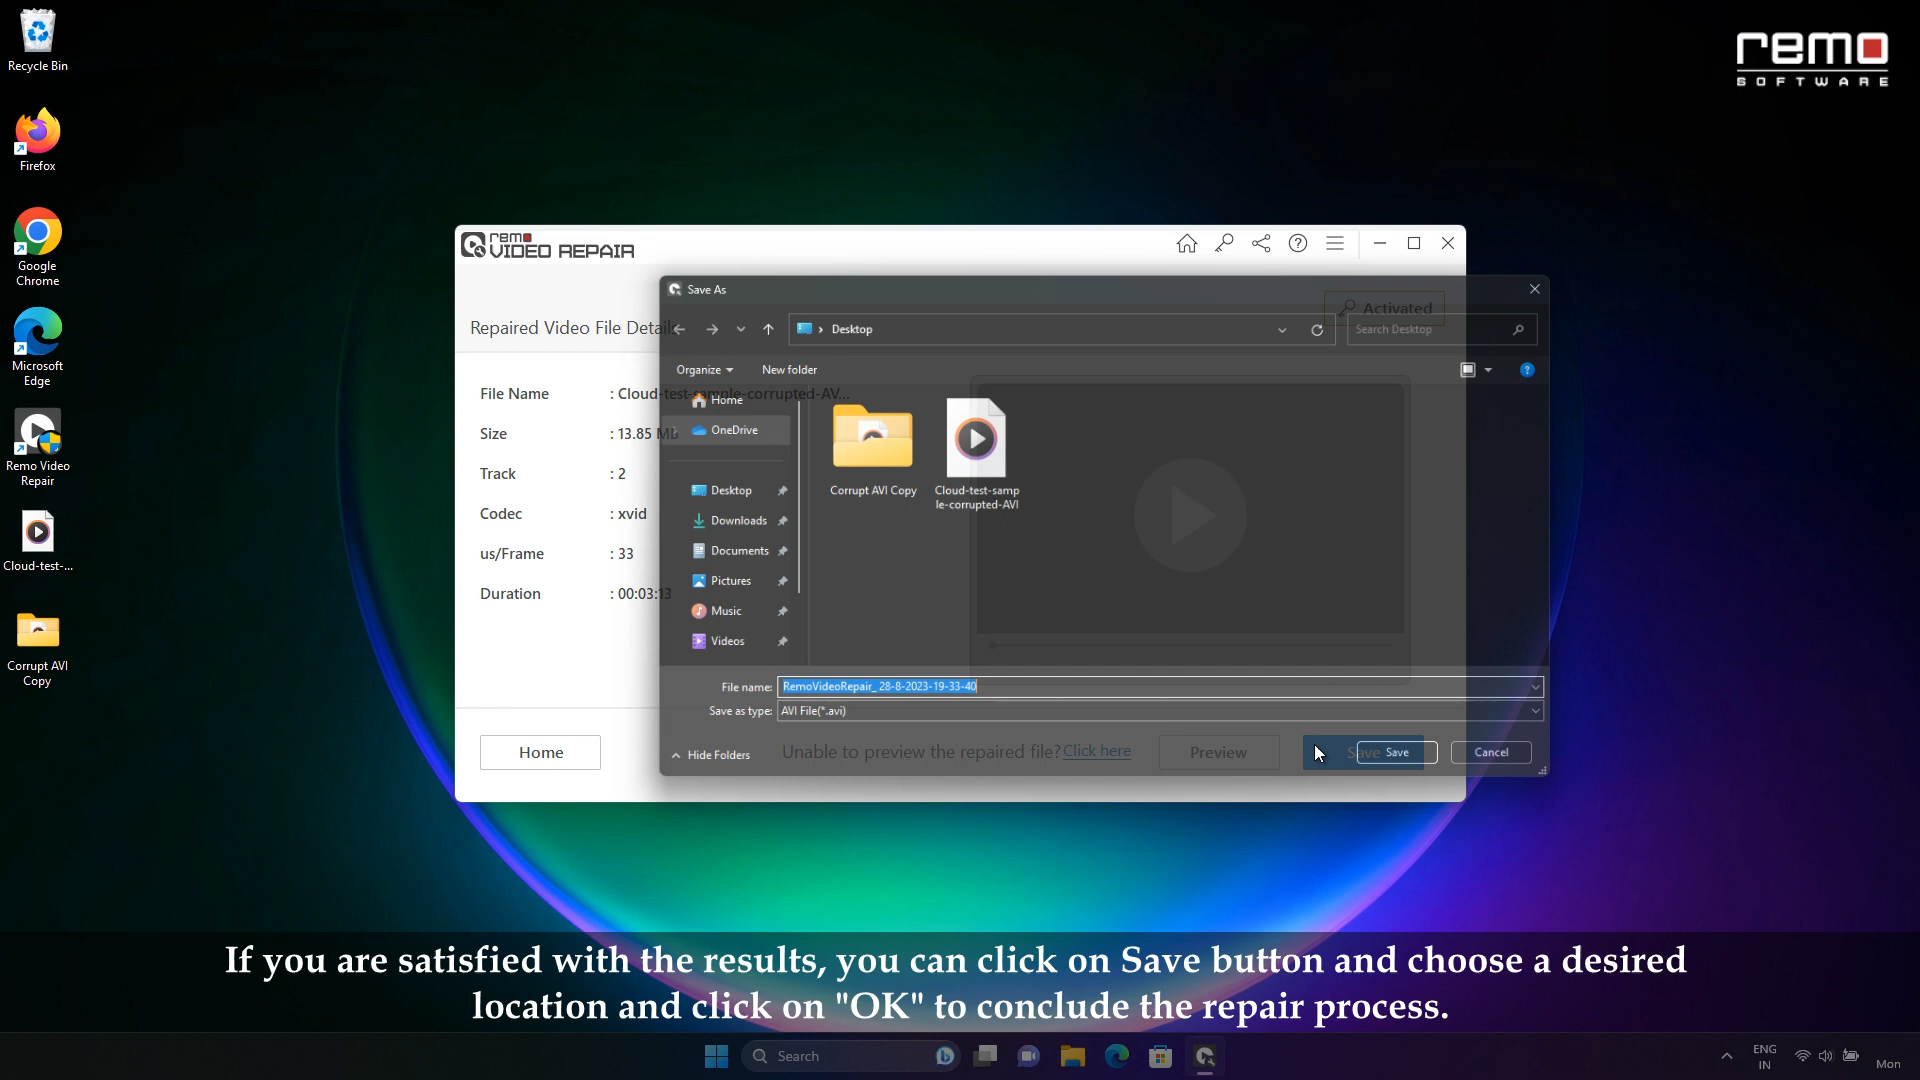 Recycle Bin
Firefox
Google
Chrome
Microsoft
Edge
Remo Video
Repair
Cloud-test-...
Corrupt AVI
Copy
remo
SOFTWARE
remo
VIDEO REPAIR
Activated
Repaired Video File Detail
File Name : Cloud-test-sample-corrupted-AV...
Size : 13.85 MB
Track : 2
Codec : xvid
us/Frame : 33
Duration : 00:03:13
Home
Unable to preview the repaired file? Click here
Preview
Save
Save As
Desktop
Search Desktop
Organize
New folder
Home
OneDrive
Desktop
Downloads
Documents
Pictures
Music
Videos
Corrupt AVI Copy
Cloud-test-samp
le-corrupted-AVI
File name: RemoVideoRepair_ 28-8-2023-19-33-40
Save as type: AVI File(*.avi)
Hide Folders
Save
Cancel
If you are satisfied with the results, you can click on Save button and choose a desired
location and click on "OK" to conclude the repair process.
Search
ENG
IN
Mon